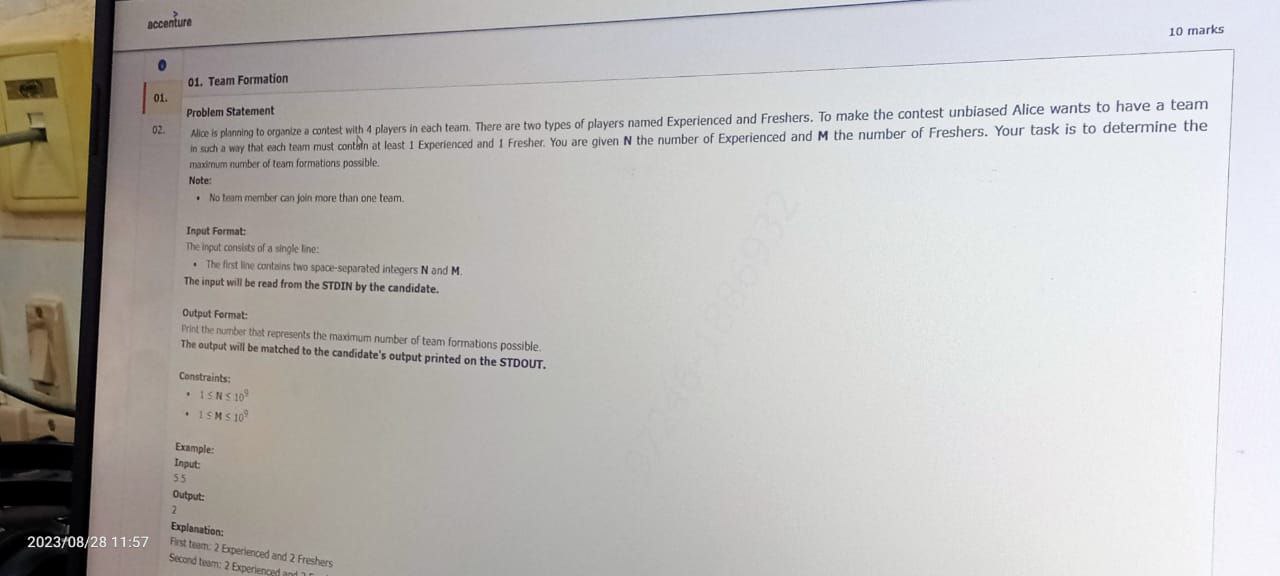 accenture
10 marks
01. Team Formation
01.
02.
Problem Statement
Alice is planning to organize a contest with 4 players in each team. There are two types of players named Experienced and Freshers. To make the contest unbiased Alice wants to have a team
in such a way that each team must contain at least 1 Experienced and 1 Fresher. You are given N the number of Experienced and M the number of Freshers. Your task is to determine the
maximum number of team formations possible.
Note:
• No team member can join more than one team.
Input Format:
The input consists of a single line:
• The first line contains two space-separated integers N and M.
The input will be read from the STDIN by the candidate.
Output Format:
Print the number that represents the maximum number of team formations possible.
The output will be matched to the candidate's output printed on the STDOUT.
Constraints:
• 1 ≤ N ≤ 10⁹
• 1 ≤ M ≤ 10⁹
Example:
Input:
5 5
Output:
2
Explanation:
First team: 2 Experienced and 2 Freshers
Second team: 2 Experienced and 2
2023/08/28 11:57